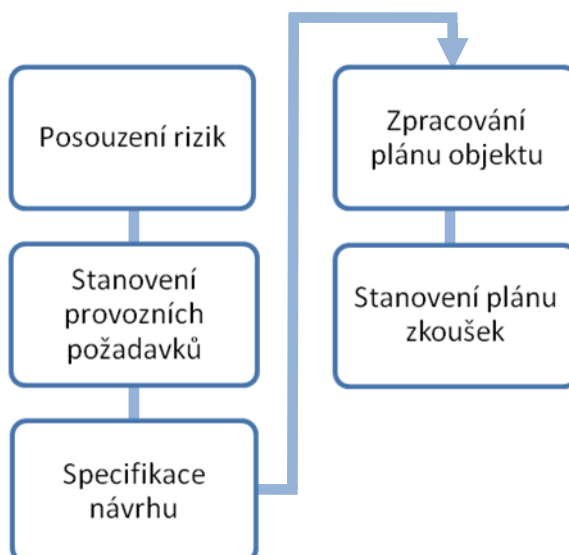 Posouzení rizik
Stanovení
provozních
požadavků
Specifikace
návrhu
Zpracování
plánu objektu
Stanovení plánu
zkoušek